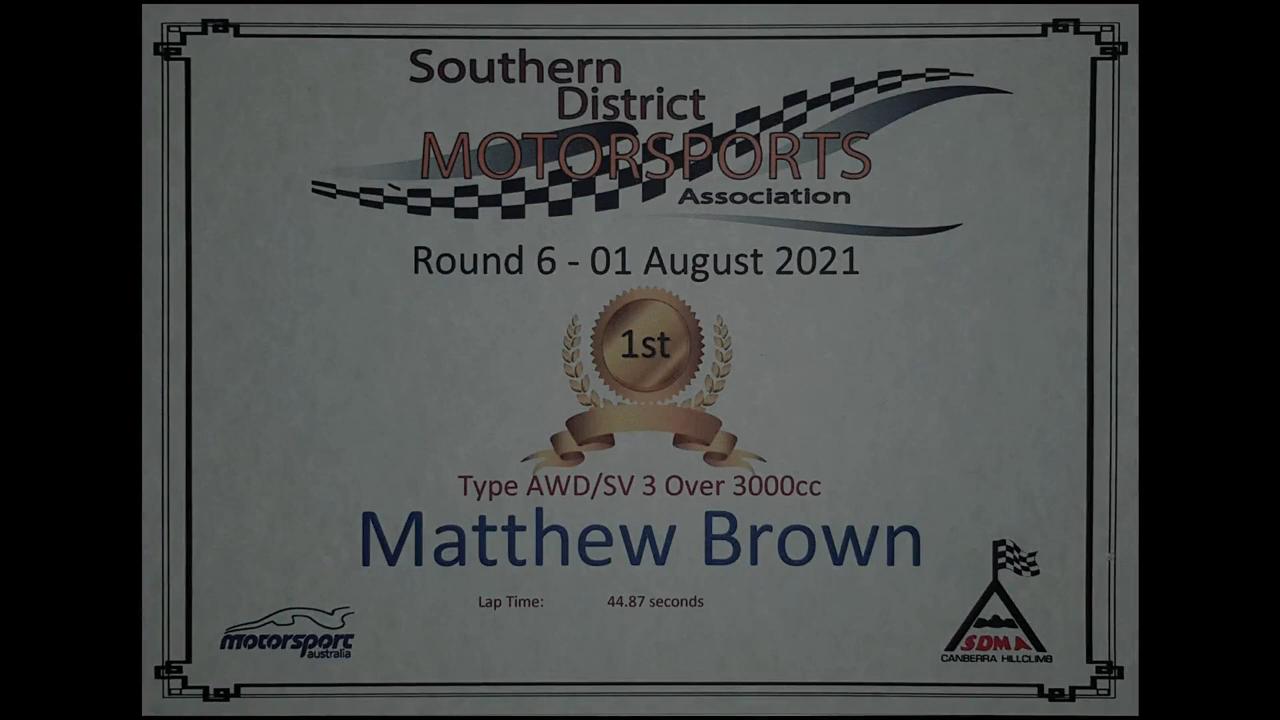 Southern
District
MOTORSPORTS
Association
Round 6 - 01 August 2021
1st
Type AWD/SV 3 Over 3000cc
Matthew Brown
Lap Time: 44.87 seconds
motorsport
australia
SDMA
CANBERRA HILLCLIMB